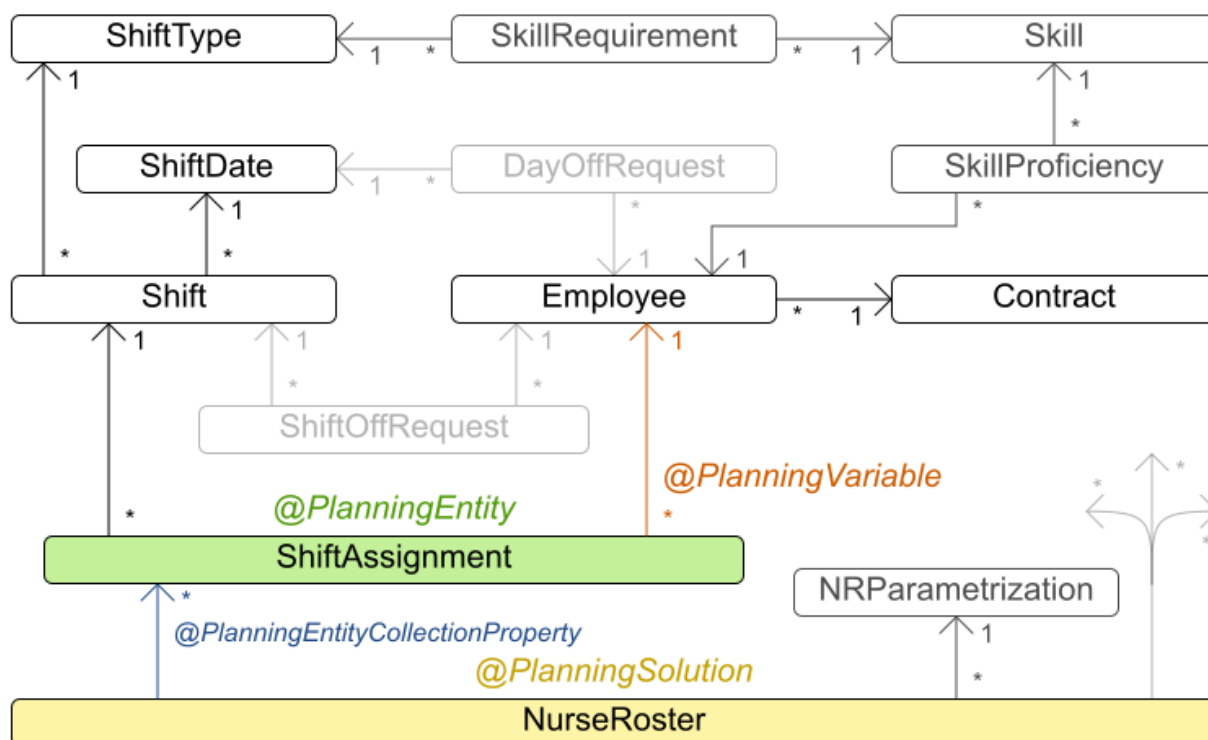 ShiftType
SkillRequirement
Skill
1
*
*
1
1
1
*
ShiftDate
DayOffRequest
SkillProficiency
1
*
1
*
*
*
*
1
1
Shift
Employee
Contract
*
1
1
1
1
1
*
*
ShiftOffRequest
@PlanningVariable
*
*
@PlanningEntity
*
*
*
ShiftAssignment
NRParametrization
*
@PlanningEntityCollectionProperty
1
@PlanningSolution
*
NurseRoster